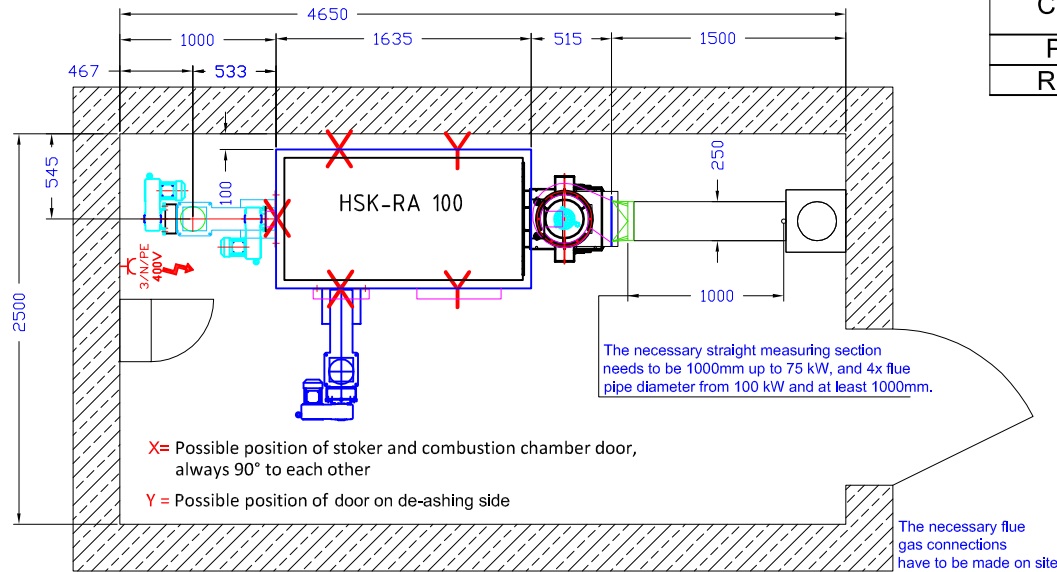 4650
C
1000
1635
515
1500
P
467
533
R
545
100
250
HSK-RA 100
3/N/PE
400V
2500
1000
The necessary straight measuring section
needs to be 1000mm up to 75 kW, and 4x flue
pipe diameter from 100 kW and at least 1000mm.
X= Possible position of stoker and combustion chamber door,
always 90° to each other
Y = Possible position of door on de-ashing side
The necessary flue
gas connections
have to be made on site
X
Y
X
X
Y